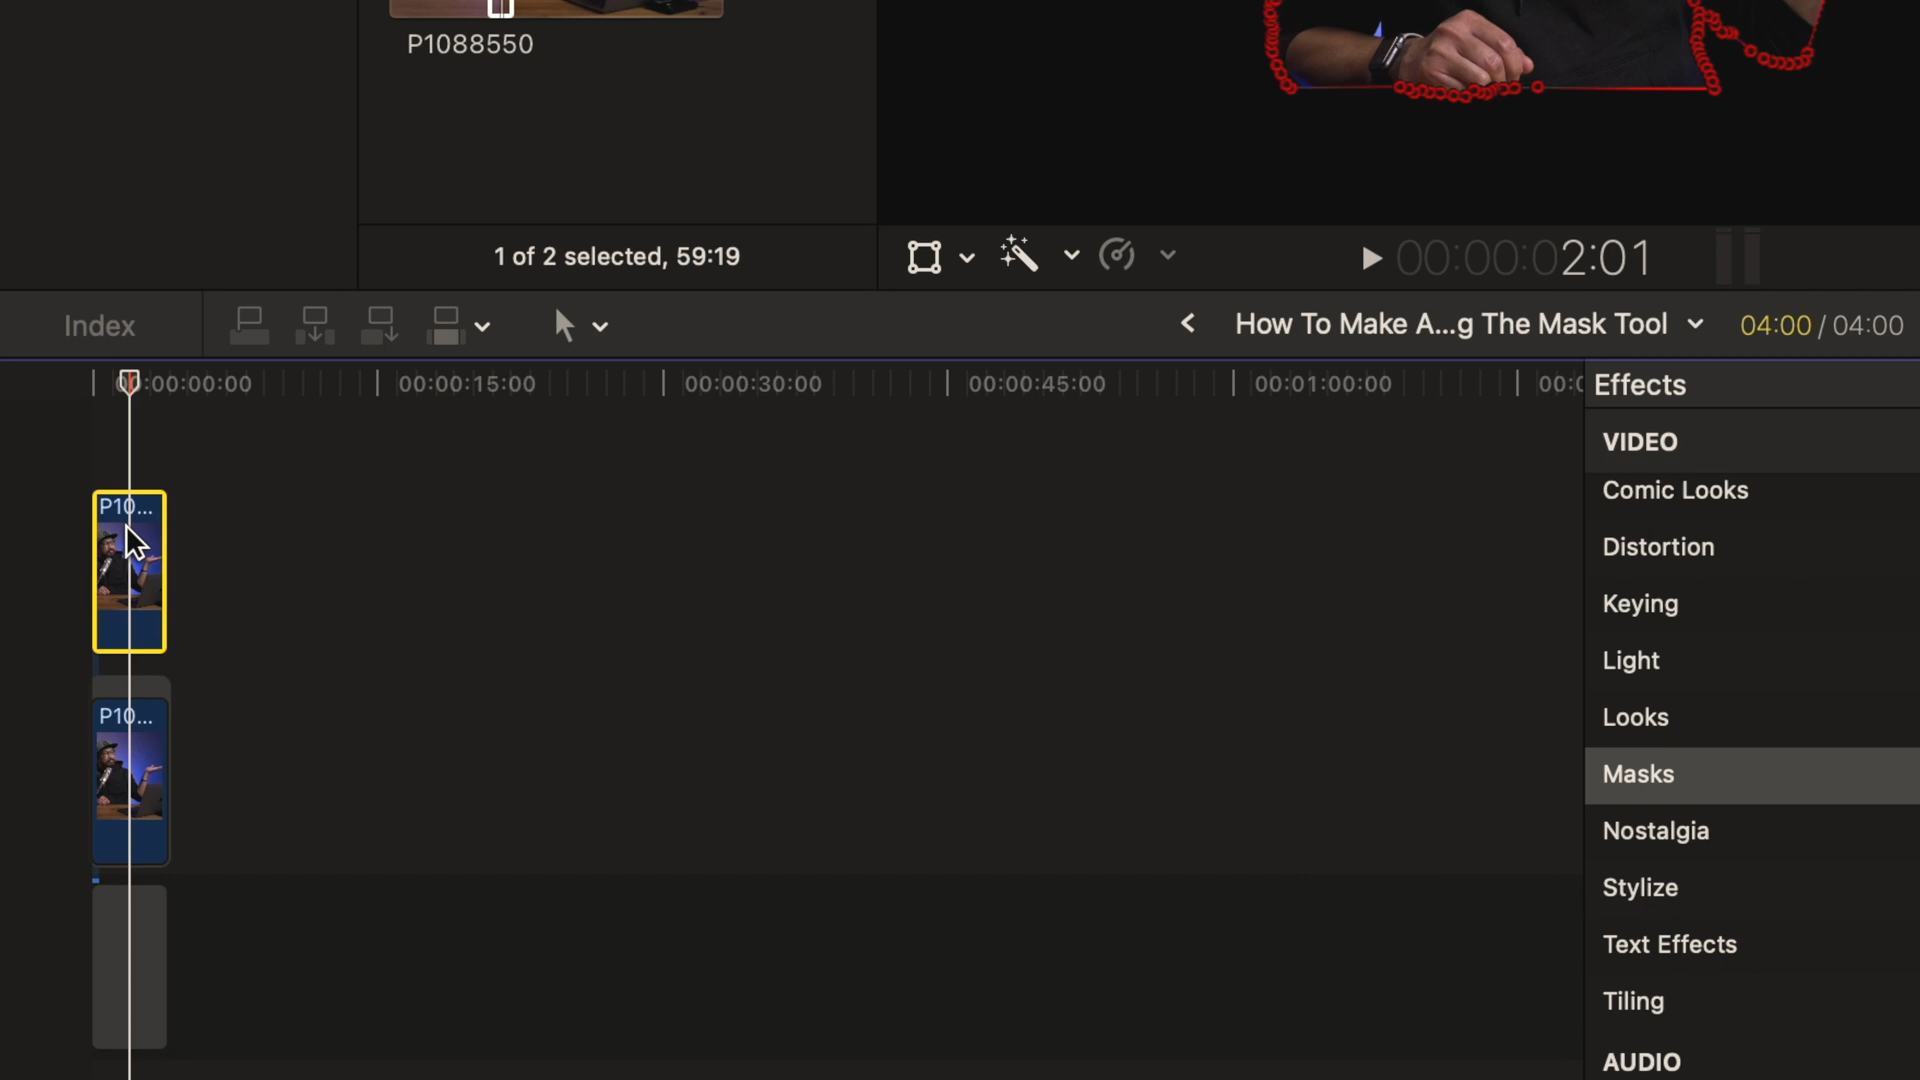 P1088550
1 of 2 selected, 59:19
00:00:02:01
Index
How To Make A...g The Mask Tool
04:00 / 04:00
00:00:00:00
00:00:15:00
00:00:30:00
00:00:45:00
00:01:00:00
Effects
VIDEO
Comic Looks
P10...
Distortion
Keying
Light
Looks
P10...
Masks
Nostalgia
Stylize
Text Effects
Tiling
AUDIO